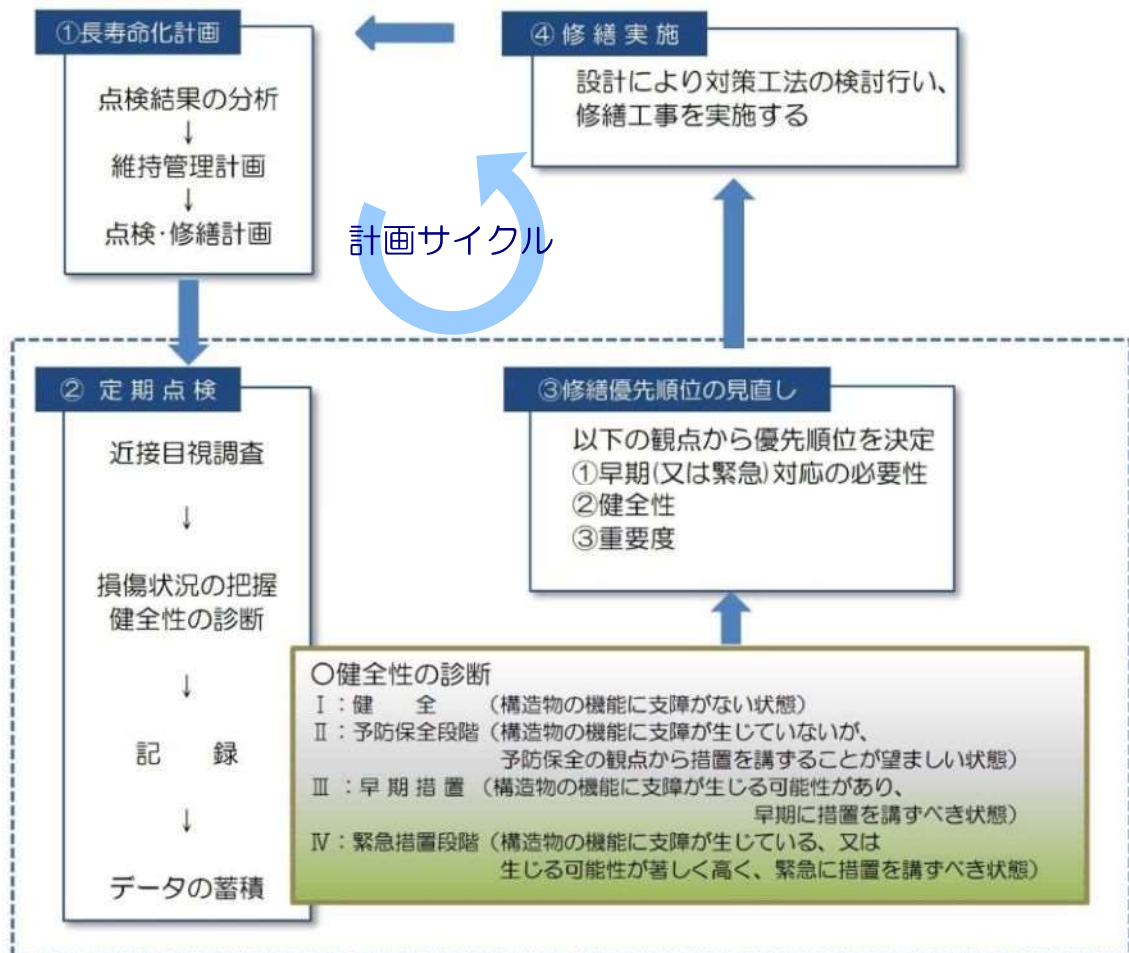 ①長寿命化計画
点検結果の分析
↓
維持管理計画
↓
点検・修繕計画
計画サイクル
② 定期点検
近接目視調査
↓
損傷状況の把握
健全性の診断
↓
記 録
↓
データの蓄積
〇健全性の診断
Ⅰ：健 全 （構造物の機能に支障がない状態）
Ⅱ：予防保全段階（構造物の機能に支障が生じていないが、
予防保全の観点から措置を講ずることが望ましい状態）
Ⅲ：早期措置（構造物の機能に支障が生じる可能性があり、
早期に措置を講ずべき状態）
Ⅳ：緊急措置段階（構造物の機能に支障が生じている、又は
生じる可能性が著しく高く、緊急に措置を講ずべき状態）
③修繕優先順位の見直し
以下の観点から優先順位を決定
①早期(又は緊急)対応の必要性
②健全性
③重要度
④ 修繕実施
設計により対策工法の検討行い、
修繕工事を実施する